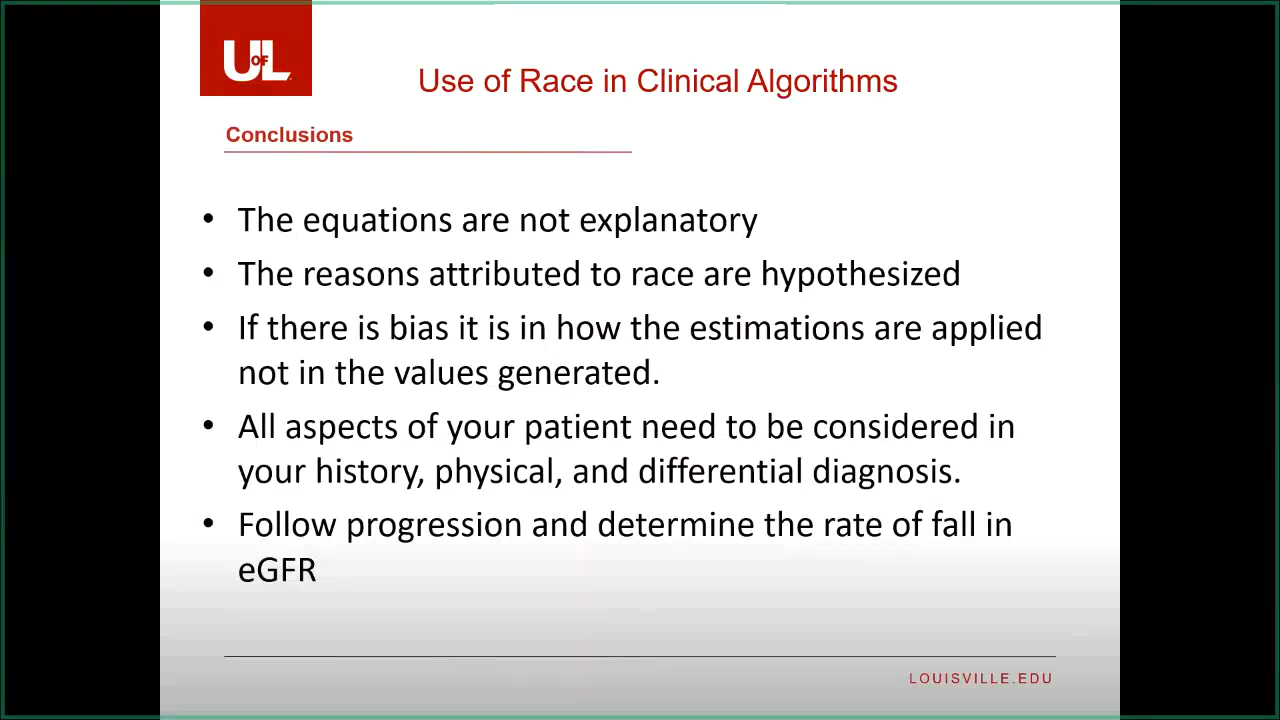 UofL
Use of Race in Clinical Algorithms
Conclusions
• The equations are not explanatory
• The reasons attributed to race are hypothesized
• If there is bias it is in how the estimations are applied
not in the values generated.
• All aspects of your patient need to be considered in
your history, physical, and differential diagnosis.
• Follow progression and determine the rate of fall in
eGFR
LOUISVILLE.EDU